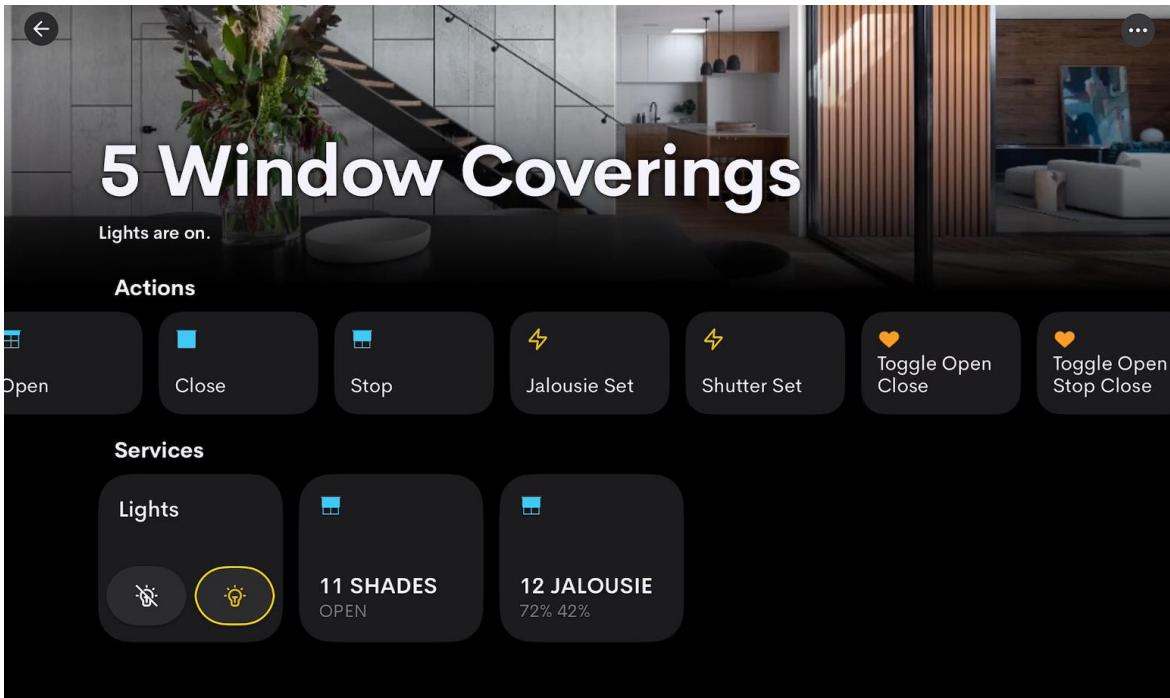 5 Window Coverings
Lights are on.
Actions
Open
Close
Stop
Jalousie Set
Shutter Set
Toggle Open
Close
Toggle Open
Stop Close
Services
Lights
11 SHADES
OPEN
12 JALOUSIE
72% 42%